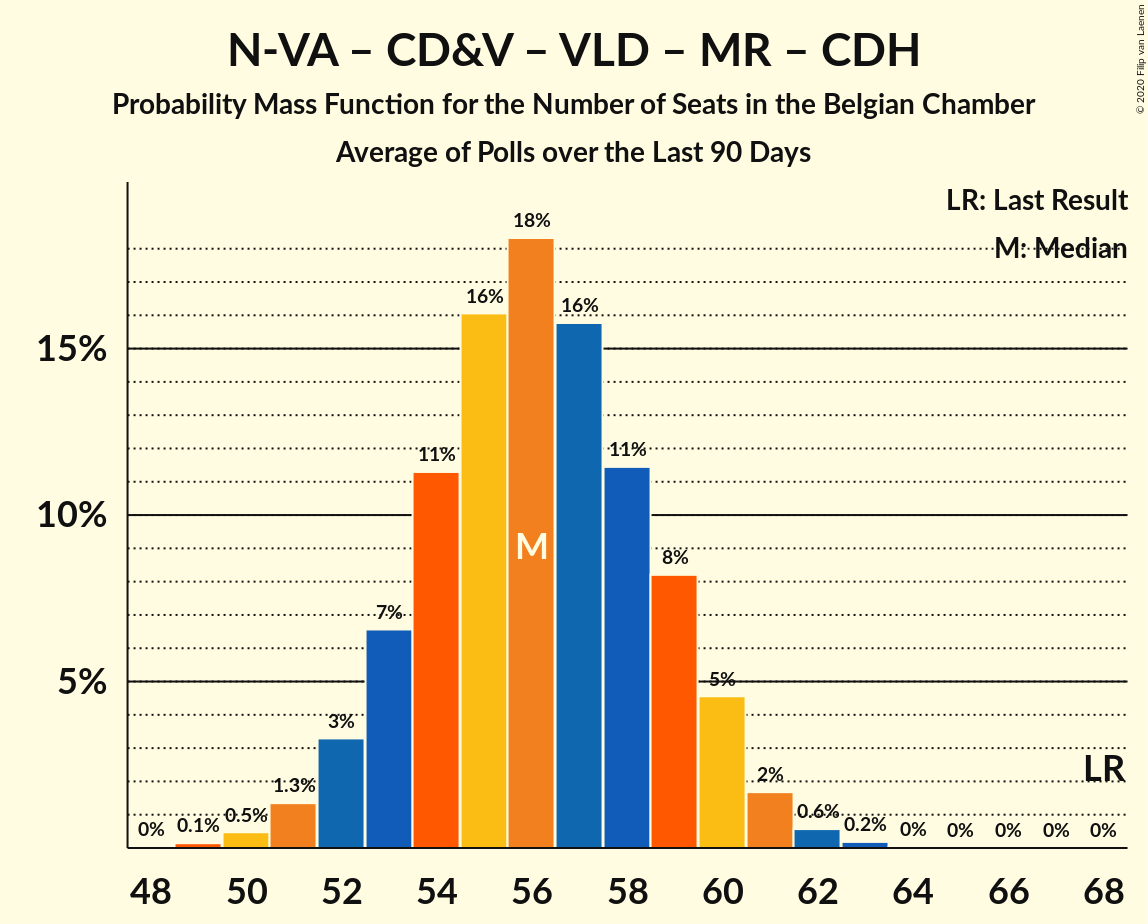 N-VA – CD&V – VLD – MR – CDH
Probability Mass Function for the Number of Seats in the Belgian Chamber
Average of Polls over the Last 90 Days
© 2020 Filip van Laenen
LR: Last Result
M: Median
18%
16%
16%
15%
11%
11%
10%
M
8%
7%
5%
5%
3%
LR
2%
1.3%
0.6%
0.5%
0% 0.1% 0.2% 0% 0% 0% 0% 0%
48 50 52 54 56 58 60 62 64 66 68